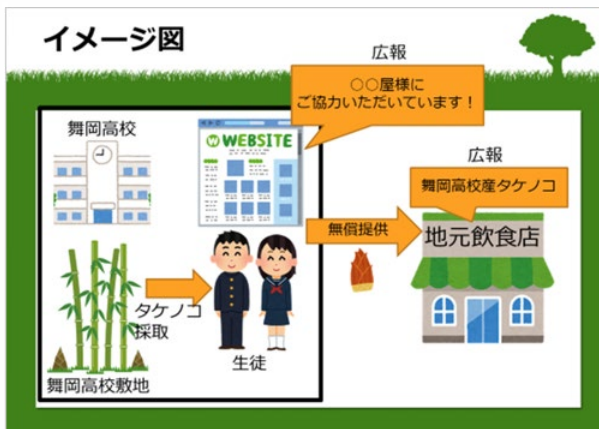 イメージ図
広報
○○屋様に
ご協力いただいています！
舞岡高校
WEBSITE
広報
舞岡高校産タケノコ
無償提供
地元飲食店
タケノコ
採取
生徒
舞岡高校敷地